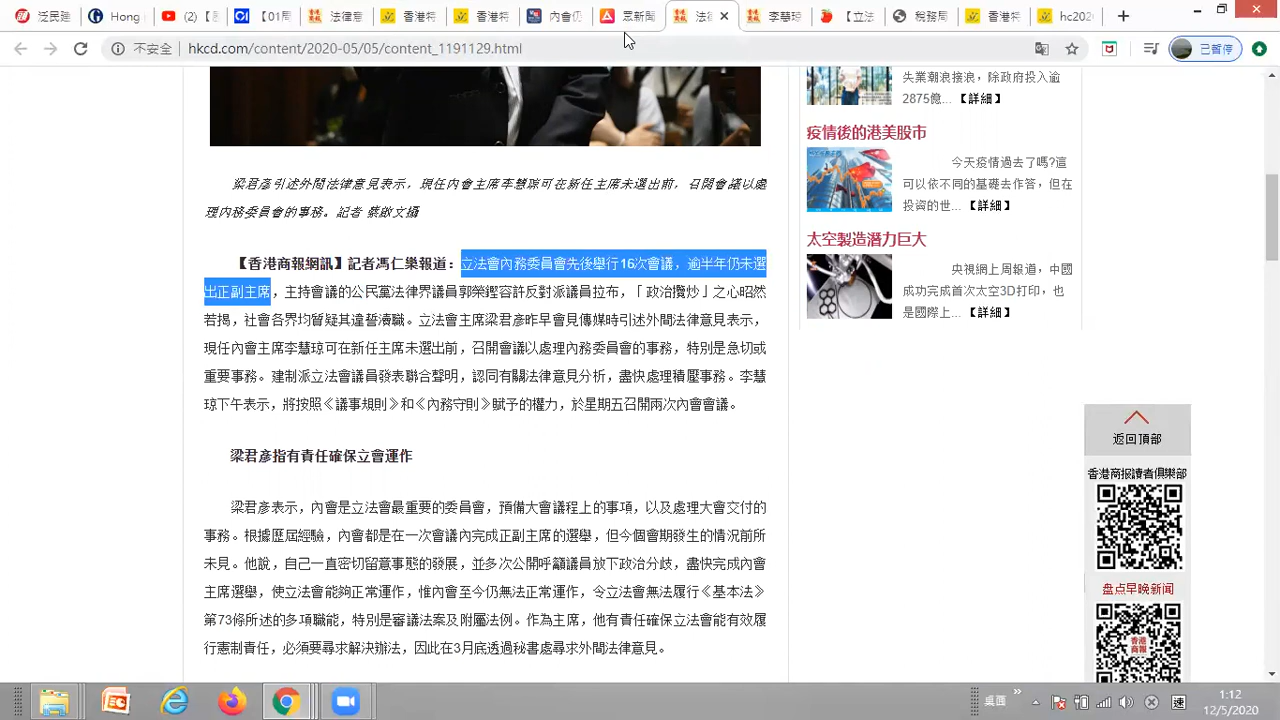 泛民廷
Hong
(2)【
【01所
法律意
香港特
香港特
內會仍
眾新聞
法律
李慧琼
【立法
稅務局
香港特
hc202
不安全
hkcd.com/content/2020-05/05/content_1191129.html
已暫停
失業潮浪接浪，除政府投入逾
2875億... 【詳細】
疫情後的港美股市
今天疫情過去了嗎?這
可以依不同的基礎去作答，但在
投資的世... 【詳細】
太空製造潛力巨大
央視網上周報道，中國
成功完成首次太空3D打印，也
是國際上... 【詳細】
梁君彥引述外間法律意見表示，現任內會主席李慧琼可在新任主席未選出前，召開會議以處
理內務委員會的事務。記者 蔡啟文攝
【香港商報網訊】記者馮仁樂報道：立法會內務委員會先後舉行16次會議，逾半年仍未選
出正副主席，主持會議的公民黨法律界議員郭榮鏗容許反對派議員拉布，「政治攬炒」之心昭然
若揭，社會各界均質疑其違誓瀆職。立法會主席梁君彥昨早會見傳媒時引述外間法律意見表示，
現任內會主席李慧琼可在新任主席未選出前，召開會議以處理內務委員會的事務，特別是急切或
重要事務。建制派立法會議員發表聯合聲明，認同有關法律意見分析，盡快處理積壓事務。李慧
琼下午表示，將按照《議事規則》和《內務守則》賦予的權力，於星期五召開兩次內會會議。
梁君彥指有責任確保立會運作
梁君彥表示，內會是立法會最重要的委員會，預備大會議程上的事項，以及處理大會交付的
事務。根據歷屆經驗，內會都是在一次會議內完成正副主席的選舉，但今個會期發生的情況前所
未見。他說，自己一直密切留意事態的發展，並多次公開呼籲議員放下政治分歧，盡快完成內會
主席選舉，使立法會能夠正常運作，惟內會至今仍無法正常運作，令立法會無法履行《基本法》
第73條所述的多項職能，特別是審議法案及附屬法例。作為主席，他有責任確保立法會能有效履
行憲制責任，必須要尋求解決辦法，因此在3月底透過秘書處尋求外間法律意見。
返回頂部
香港商报讀者俱樂部
盘点早晚新闻
香港
商報
桌面
速
1:12
12/5/2020